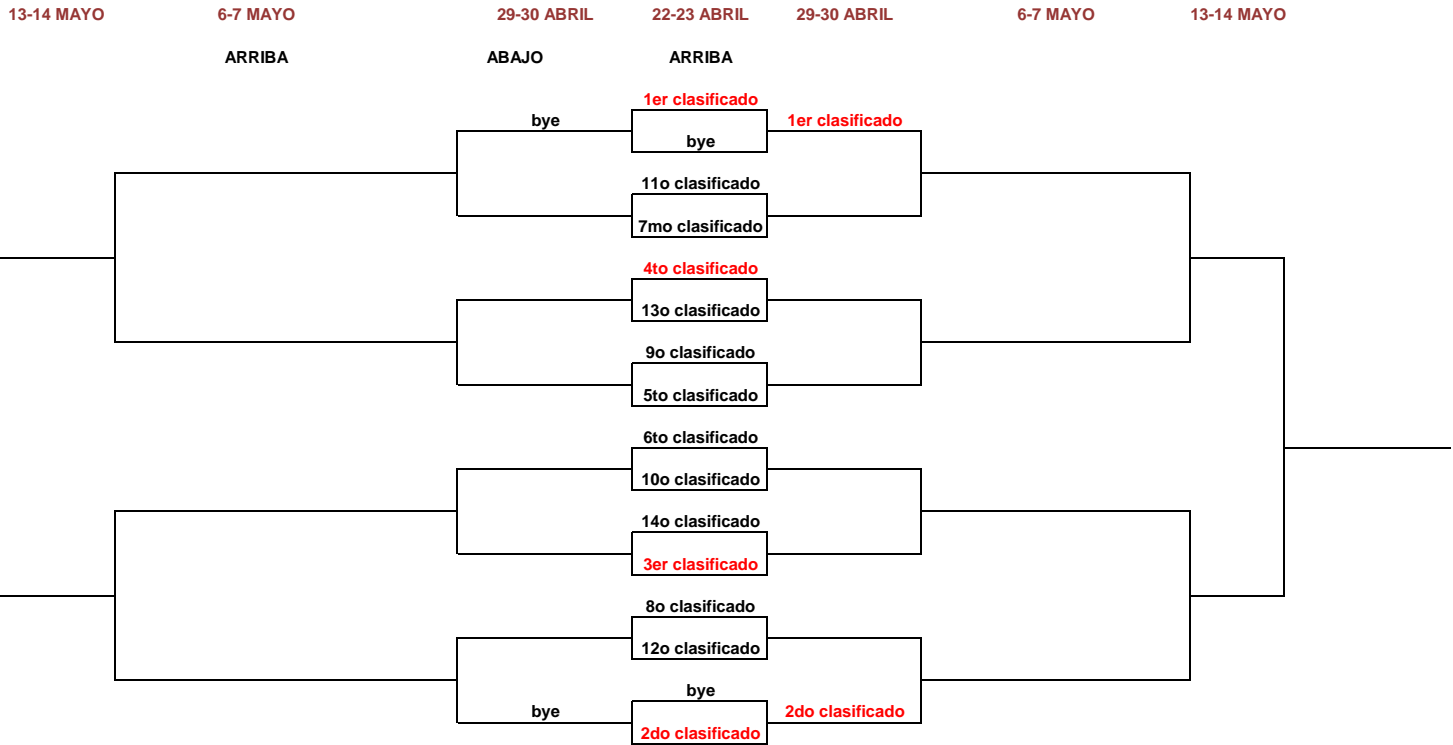 13-14 MAYO 6-7 MAYO 29-30 ABRIL 22-23 ABRIL 29-30 ABRIL 6-7 MAYO 13-14 MAYO
ARRIBA ABAJO ARRIBA
1er clasificado
bye 1er clasificado
bye
11o clasificado
7mo clasificado
4to clasificado
13o clasificado
9o clasificado
5to clasificado
6to clasificado
10o clasificado
14o clasificado
3er clasificado
8o clasificado
12o clasificado
bye
bye 2do clasificado
2do clasificado